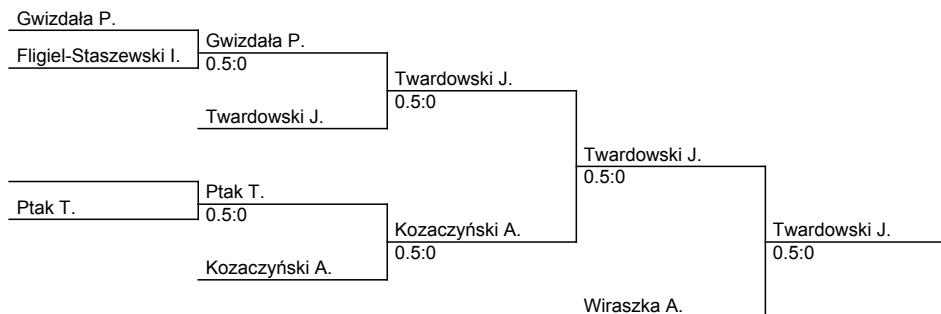 Gwizdała P.
Fligiel-Staszewski I.
Gwizdała P.
0.5:0
Twardowski J.
Twardowski J.
0.5:0
Ptak T.
Ptak T.
0.5:0
Kozaczyński A.
Kozaczyński A.
0.5:0
Twardowski J.
0.5:0
Wiraszka A.
Twardowski J.
0.5:0